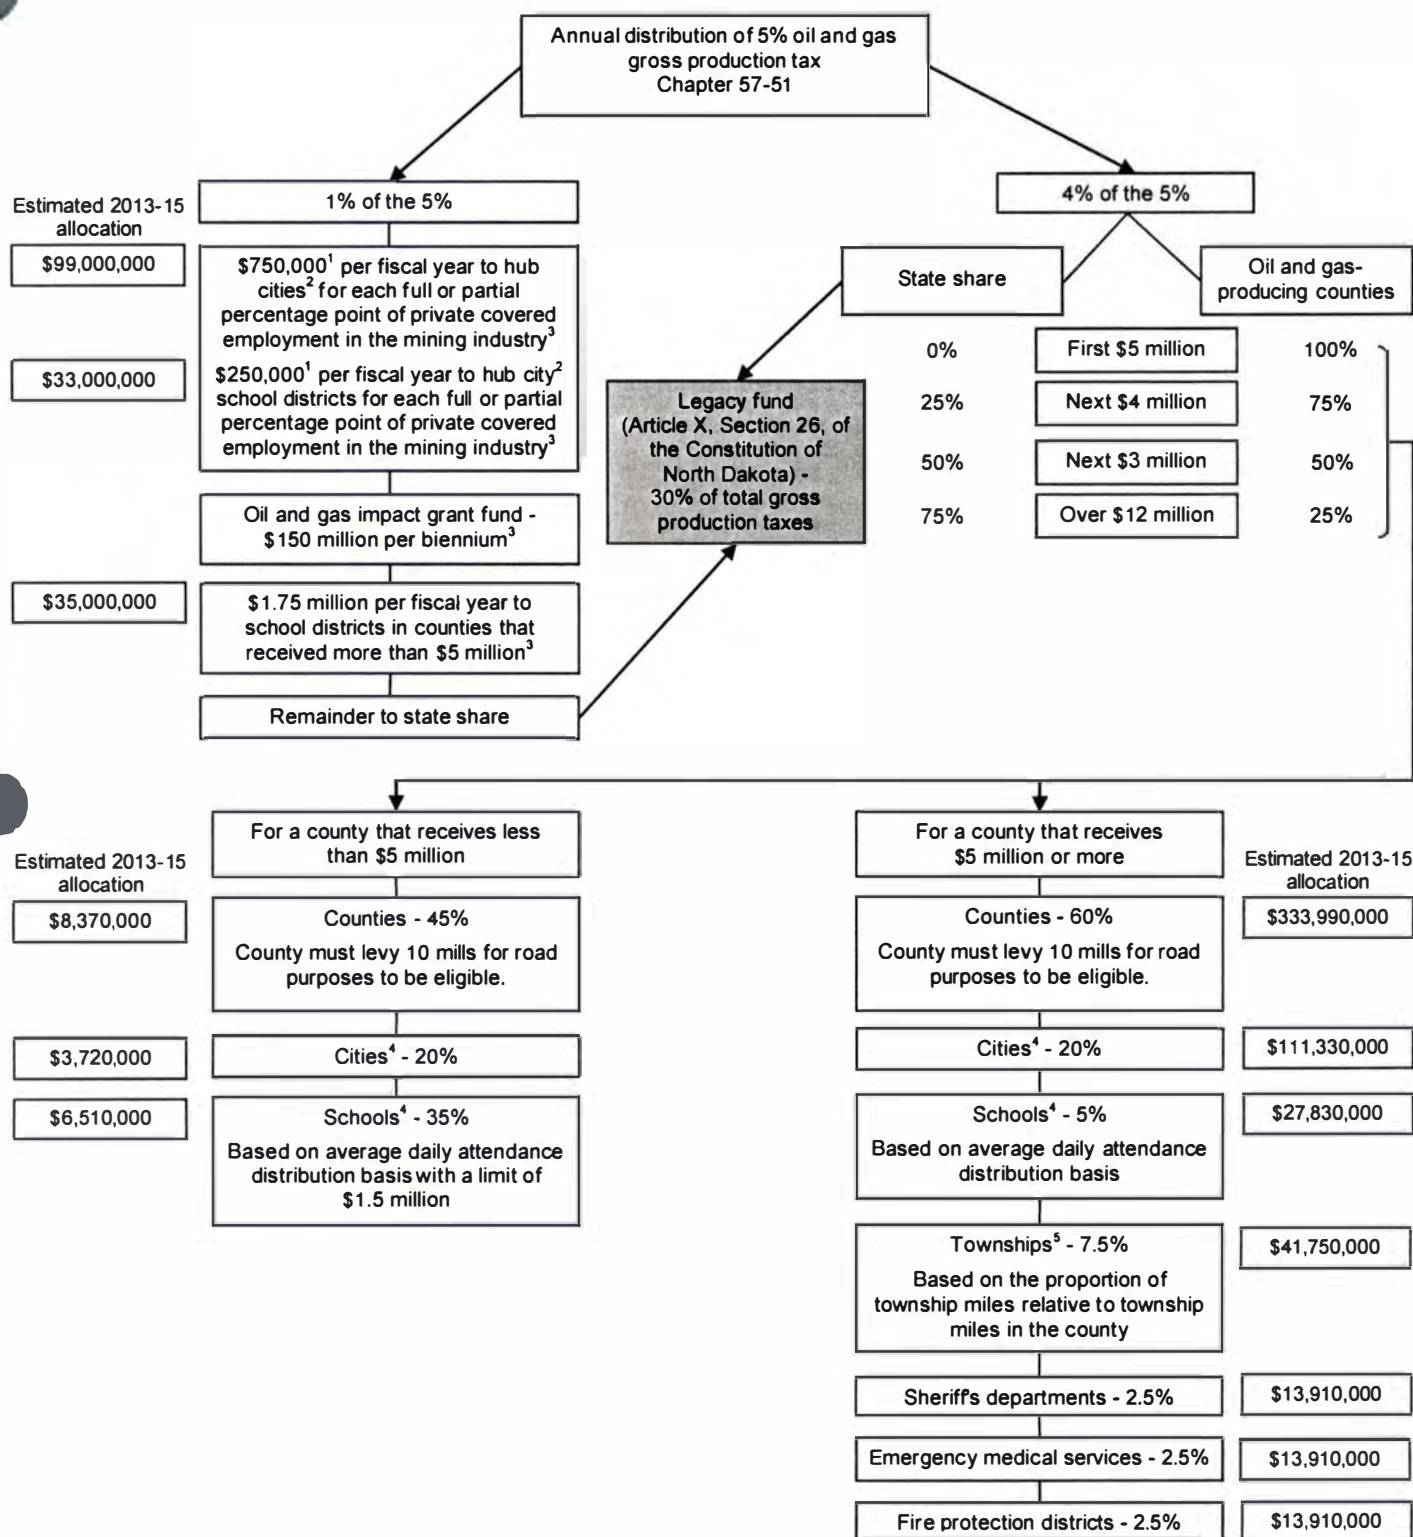 Annual distribution of 5% oil and gas
gross production tax
Chapter 57-51
Estimated 2013-15
allocation
1% of the 5%
4% of the 5%
$99,000,000
$750,000¹ per fiscal year to hub
cities² for each full or partial
percentage point of private covered
employment in the mining industry³
$33,000,000
$250,000¹ per fiscal year to hub city²
school districts for each full or partial
percentage point of private covered
employment in the mining industry³
Oil and gas impact grant fund -
$150 million per biennium³
$35,000,000
$1.75 million per fiscal year to
school districts in counties that
received more than $5 million³
Remainder to state share
State share
Oil and gas-
producing counties
0%
First $5 million
100%
25%
Next $4 million
75%
50%
Next $3 million
50%
75%
Over $12 million
25%
Legacy fund
(Article X, Section 26, of
the Constitution of
North Dakota) -
30% of total gross
production taxes
For a county that receives less
than $5 million
Estimated 2013-15
allocation
$8,370,000
Counties - 45%
County must levy 10 mills for road
purposes to be eligible.
$3,720,000
Cities⁴ - 20%
$6,510,000
Schools⁴ - 35%
Based on average daily attendance
distribution basis with a limit of
$1.5 million
For a county that receives
$5 million or more
Estimated 2013-15
allocation
Counties - 60%
County must levy 10 mills for road
purposes to be eligible.
$333,990,000
Cities⁴ - 20%
$111,330,000
Schools⁴ - 5%
Based on average daily attendance
distribution basis
$27,830,000
Townships⁵ - 7.5%
Based on the proportion of
township miles relative to township
miles in the county
$41,750,000
Sheriff's departments - 2.5%
$13,910,000
Emergency medical services - 2.5%
$13,910,000
Fire protection districts - 2.5%
$13,910,000